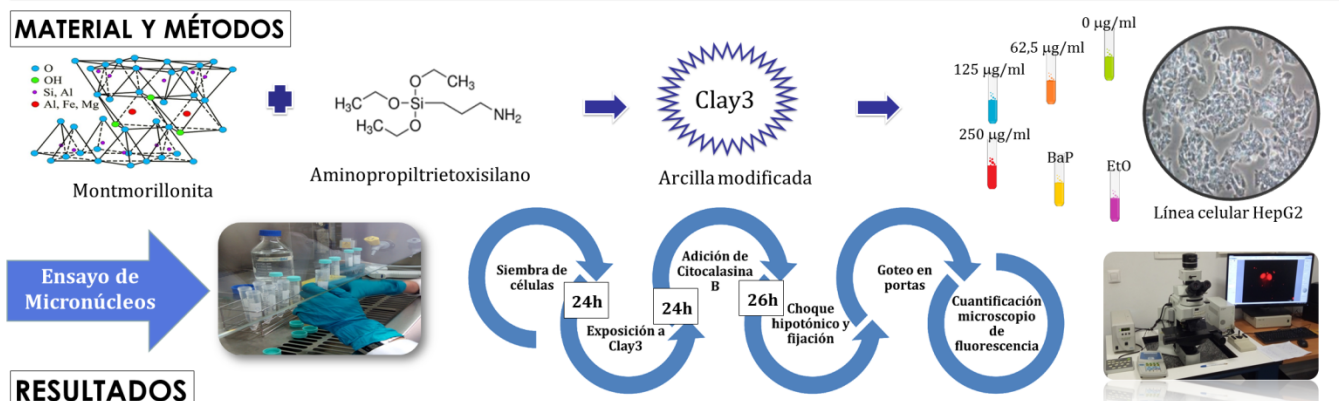 MATERIAL Y MÉTODOS
O
OH
Si, Al
Al, Fe, Mg
Montmorillonita
O CH₃
H₃C O Si NH₂
H₃C O
O CH₃
Aminopropiltrietoxisilano
Clay3
Arcilla modificada
0 µg/ml
62,5 µg/ml
125 µg/ml
250 µg/ml
BaP
EtO
Línea celular HepG2
Ensayo de
Micronúcleos
Siembra de
células
24h
Exposición a
Clay3
24h
Adición de
Citocalasina
B
26h
Choque
hipotónico y
fijación
Goteo en
portas
Cuantificación
microscopio
de
fluorescencia
RESULTADOS